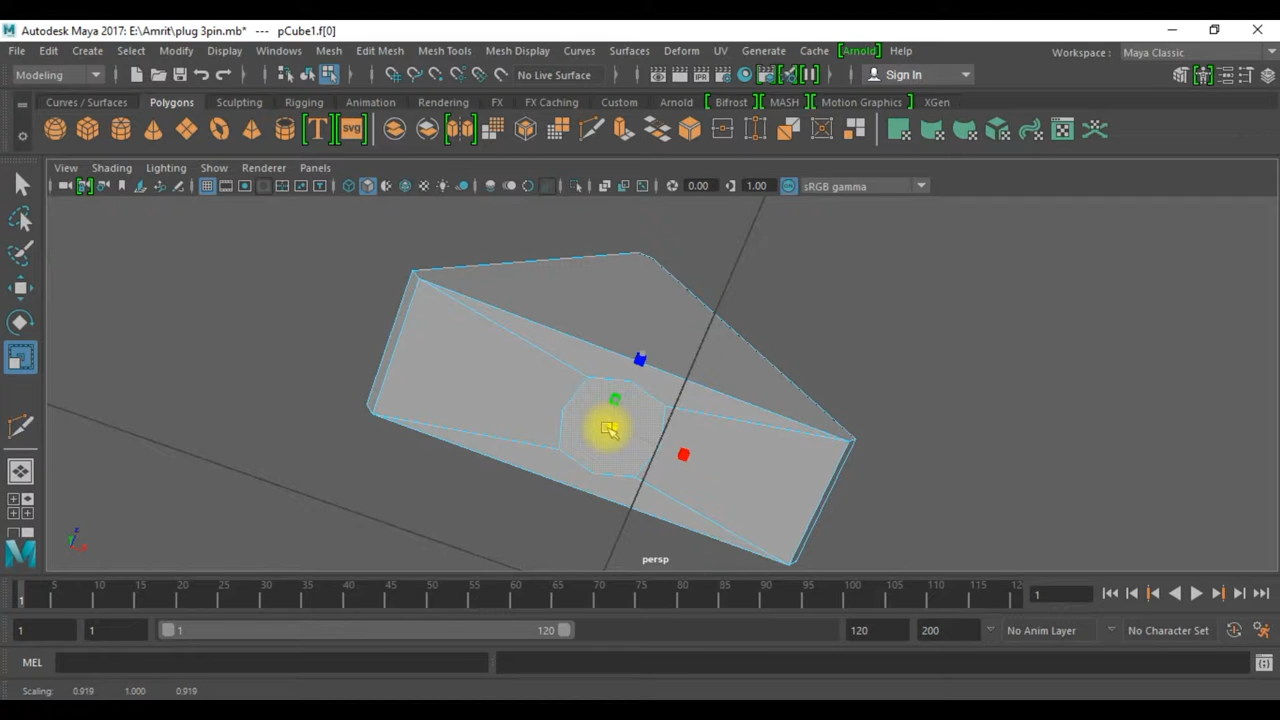 Autodesk Maya 2017: E:\Amrit\plug 3pin.mb* --- pCube1.f[0]
File Edit Create Select Modify Display Windows Mesh Edit Mesh Mesh Tools Mesh Display Curves Surfaces Deform UV Generate Cache Arnold Help Workspace : Maya Classic
Modeling No Live Surface IPR Sign In
Curves / Surfaces Polygons Sculpting Rigging Animation Rendering FX FX Caching Custom Arnold Bifrost MASH Motion Graphics XGen
T SVG
View Shading Lighting Show Renderer Panels
0.00 1.00 sRGB gamma
persp
5 10 15 20 25 30 35 40 45 50 55 60 65 70 75 80 85 90 95 100 105 110 115 12
1 1
1 1 1 120 120 200 No Anim Layer No Character Set
MEL
Scaling: 0.919 1.000 0.919